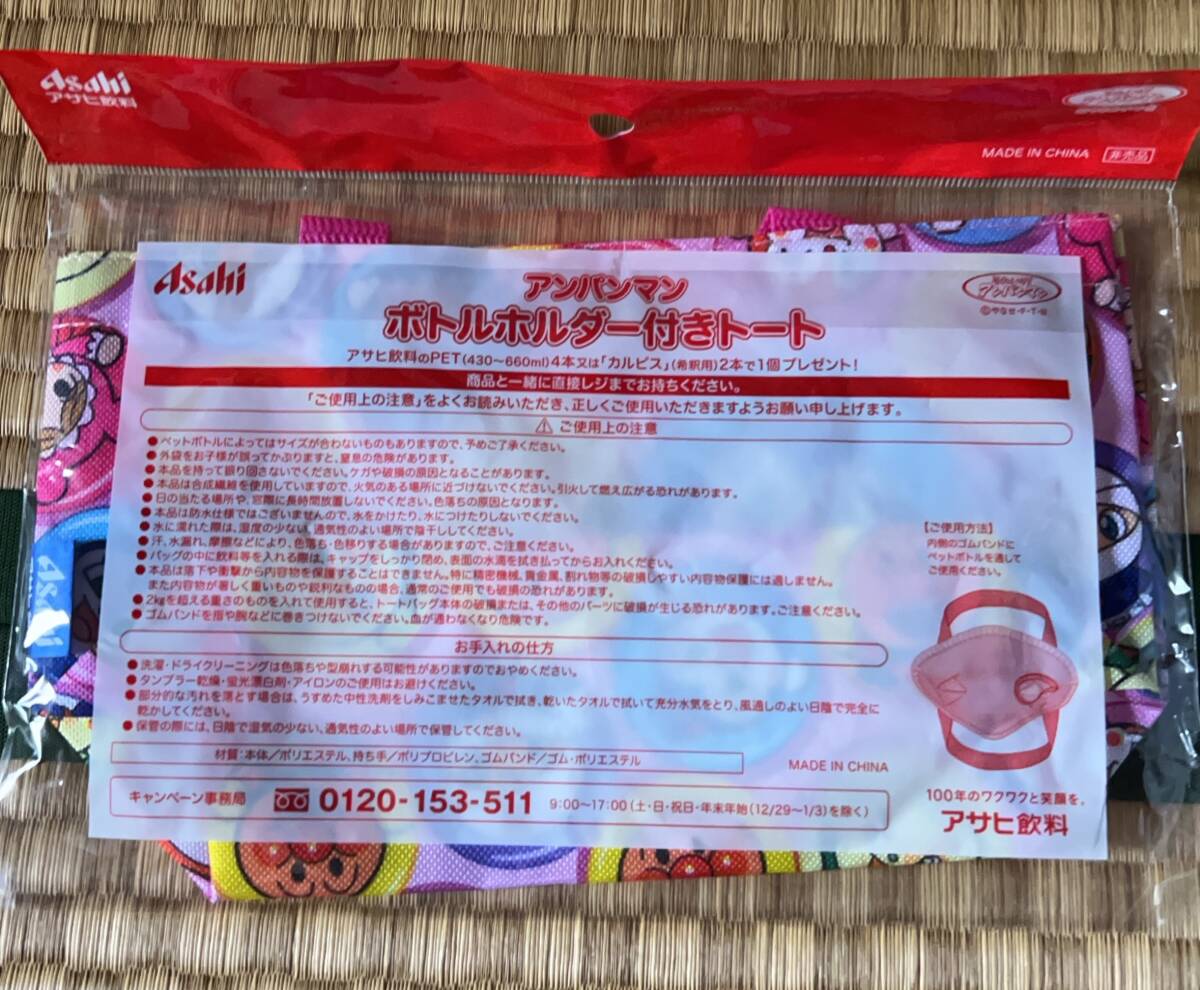 Asahi
アサヒ飲料
MADE IN CHINA 非売品
Asahi
アンパンマン
ボトルホルダー付きトート
アンパンマン
アサヒ飲料のPET(430〜660ml)4本又は「カルピス」(希釈用)2本で1個プレゼント!
商品と一緒に直接レジまでお持ちください。
「ご使用上の注意」をよくお読みいただき、正しくご使用いただきますようお願い申し上げます。
⚠ ご使用上の注意
●ペットボトルによってはサイズが合わないものもありますので、予めご了承ください。
●外袋をお子様が誤ってかぶりますと、窒息の危険があります。
●本品を持って振り回さないでください。ケガや破損の原因となることがあります。
●本品は合成繊維を使用していますので、火気のある場所に近づけないでください。引火して燃え広がる恐れがあります。
●日の当たる場所や、窓際に長時間放置しないでください。色落ちの原因となります。
●本品は防水仕様ではございませんので、水をかけたり、水につけたりしないでください。
●水に濡れた際は、湿度の少ない、通気性のよい場所で陰干ししてください。
●汗、水漏れ、摩擦などにより、色落ち・色移りする場合がありますので、ご注意ください。
●バッグの中に飲料等を入れる際は、キャップをしっかり閉め、表面の水滴を拭き払ってからお入れください。
●本品は落下や衝撃から内容物を保護することはできません。特に精密機械、貴金属、割れ物等の破損しやすい内容物保護には適しません。
また内容物が著しく重いものや鋭利なものの場合、通常のご使用でも破損の恐れがあります。
●2kgを超える重さのものを入れて使用すると、トートバッグ本体の破損または、その他のパーツに破損が生じる恐れがあります。ご注意ください。
●ゴムバンドを指や腕などに巻きつけないでください。血が通わなくなり危険です。
【ご使用方法】
内側のゴムバンドに
ペットボトルを通して
ご使用ください。
お手入れの仕方
●洗濯・ドライクリーニングは色落ちや型崩れする可能性がありますのでおやめください。
●タンブラー乾燥・蛍光漂白剤・アイロンのご使用はお避けください。
●部分的な汚れを落とす場合は、うすめた中性洗剤をしみこませたタオルで拭き、乾いたタオルで拭いて充分水気をとり、風通しのよい日陰で完全に
乾かしてください。
●保管の際には、日陰で湿気の少ない、通気性のよい場所で保管してください。
材質:本体/ポリエステル、持ち手/ポリプロピレン、ゴムバンド/ゴム・ポリエステル
MADE IN CHINA
キャンペーン事務局 0120-153-511 9:00〜17:00(土・日・祝日・年末年始(12/29〜1/3)を除く)
100年のワクワクと笑顔を。
アサヒ飲料
Asahi